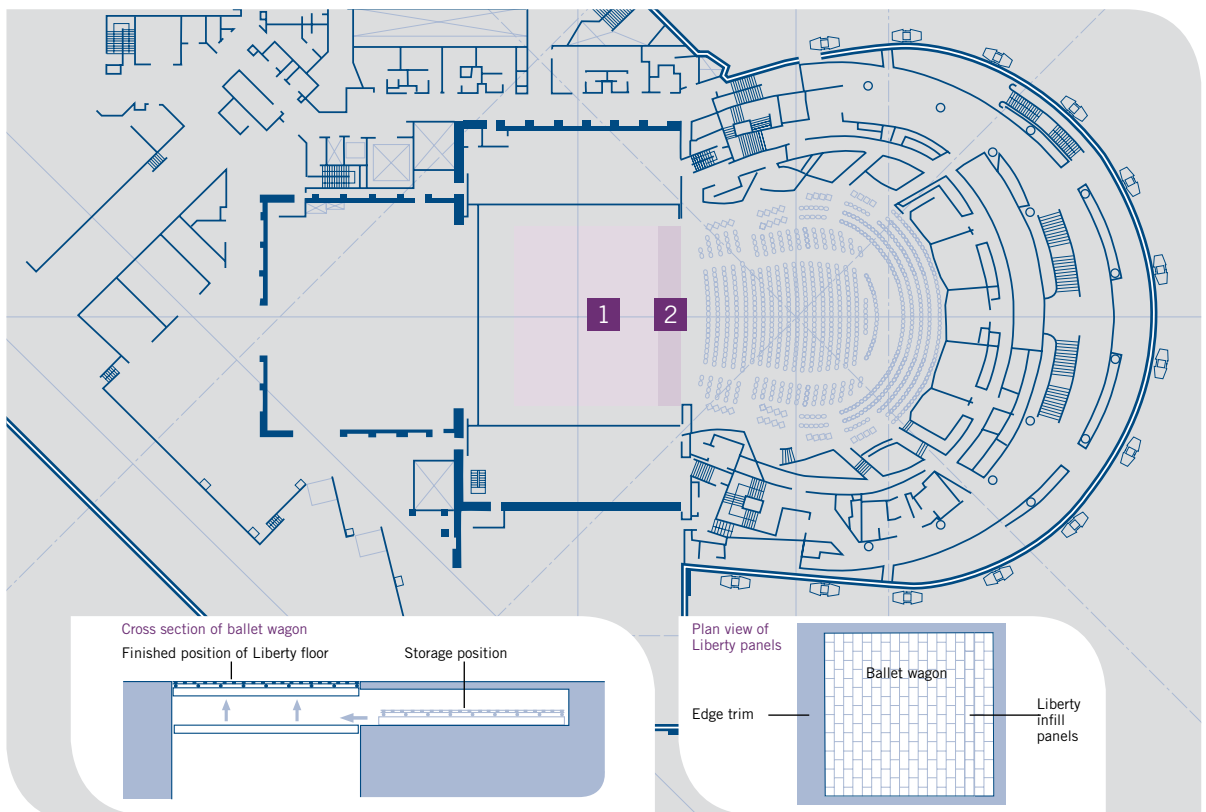 1
2
Cross section of ballet wagon
Finished position of Liberty floor
Storage position
Plan view of
Liberty panels
Ballet wagon
Edge trim
Liberty
infill
panels